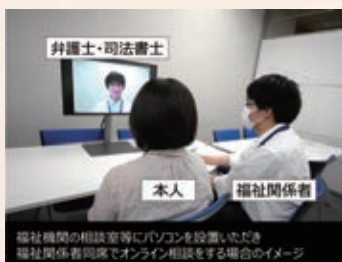 弁護士・司法書士
本人
福祉関係者
福祉機関の相談室等にパソコンを設置いただき
福祉関係者同席でオンライン相談をする場合のイメージ